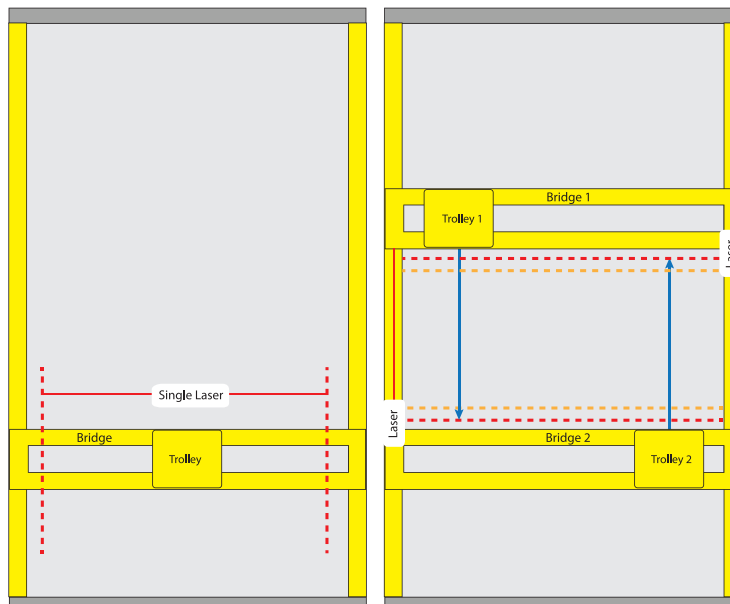 Single Laser
Bridge
Trolley
Bridge 1
Trolley 1
Laser
Laser
Bridge 2
Trolley 2